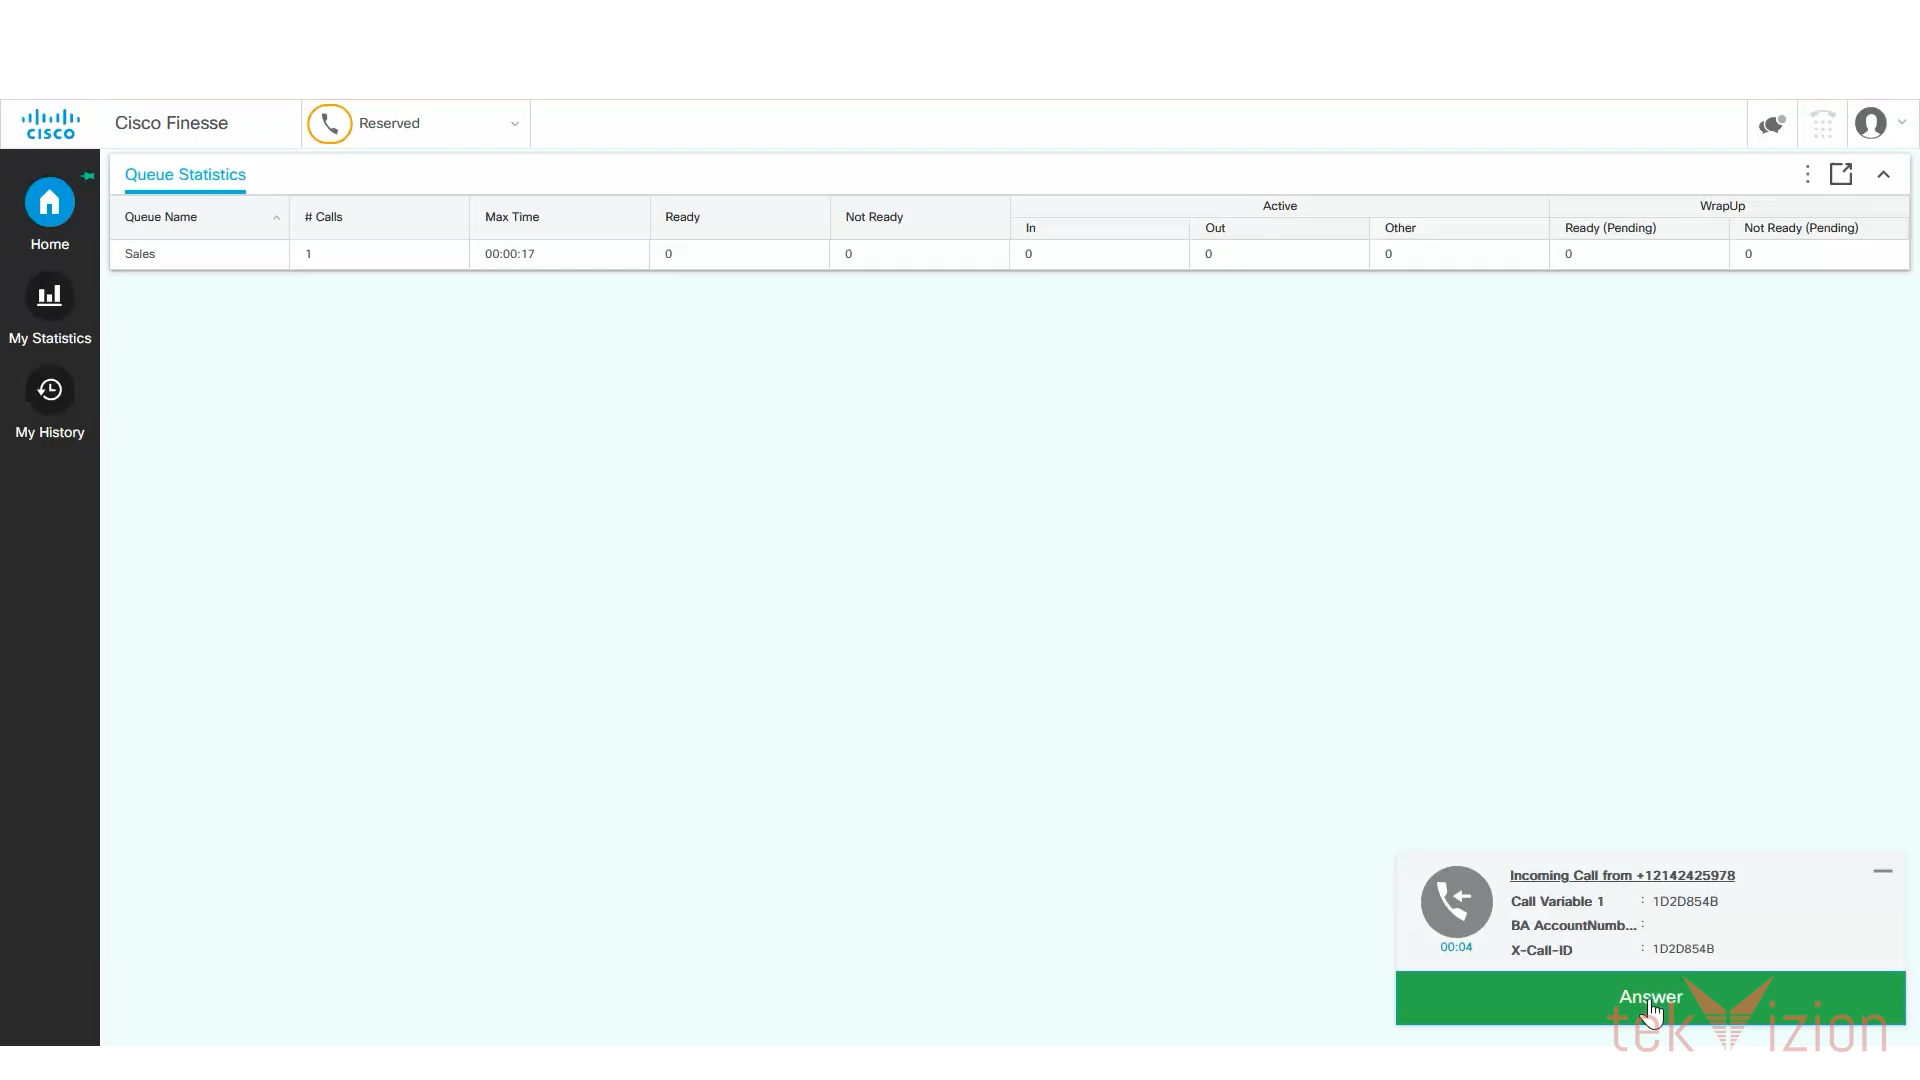 CISCO
Cisco Finesse
Reserved
Queue Statistics
Queue Name
# Calls
Max Time
Ready
Not Ready
Active
WrapUp
In
Out
Other
Ready (Pending)
Not Ready (Pending)
Sales
1
00:00:17
0
0
0
0
0
0
0
Home
My Statistics
My History
Incoming Call from +12142425978
Call Variable 1 : 1D2D854B
BA AccountNumb... :
X-Call-ID : 1D2D854B
00:04
Answer
tekVizion